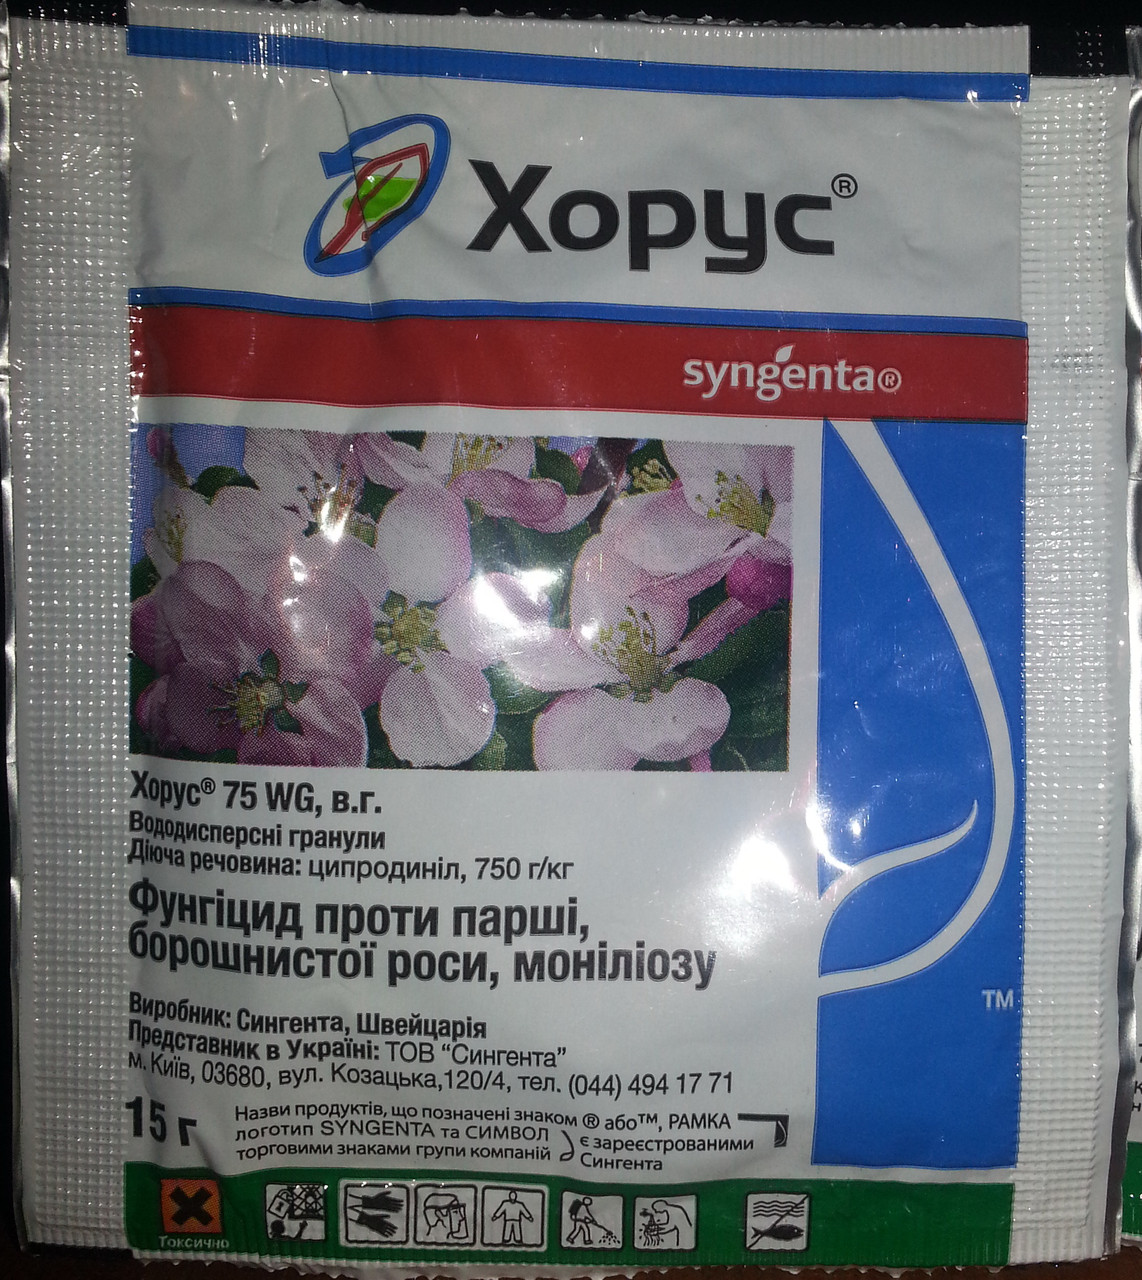 Хорус®
syngenta®
Хорус® 75 WG, в.г.
Вододисперсні гранули
Діюча речовина: ципродиніл, 750 г/кг
Фунгіцид проти парші,
борошнистої роси, моніліозу
TM
Виробник: Сингента, Швейцарія
Представник в Україні: ТОВ "Сингента"
м. Київ, 03680, вул. Козацька,120/4, тел. (044) 494 17 71
15 г
Назви продуктів, що позначені знаком ® або™, РАМКА
логотип SYNGENTA та СИМВОЛ є зареєстрованими
торговими знаками групи компаній Сингента
Токсично